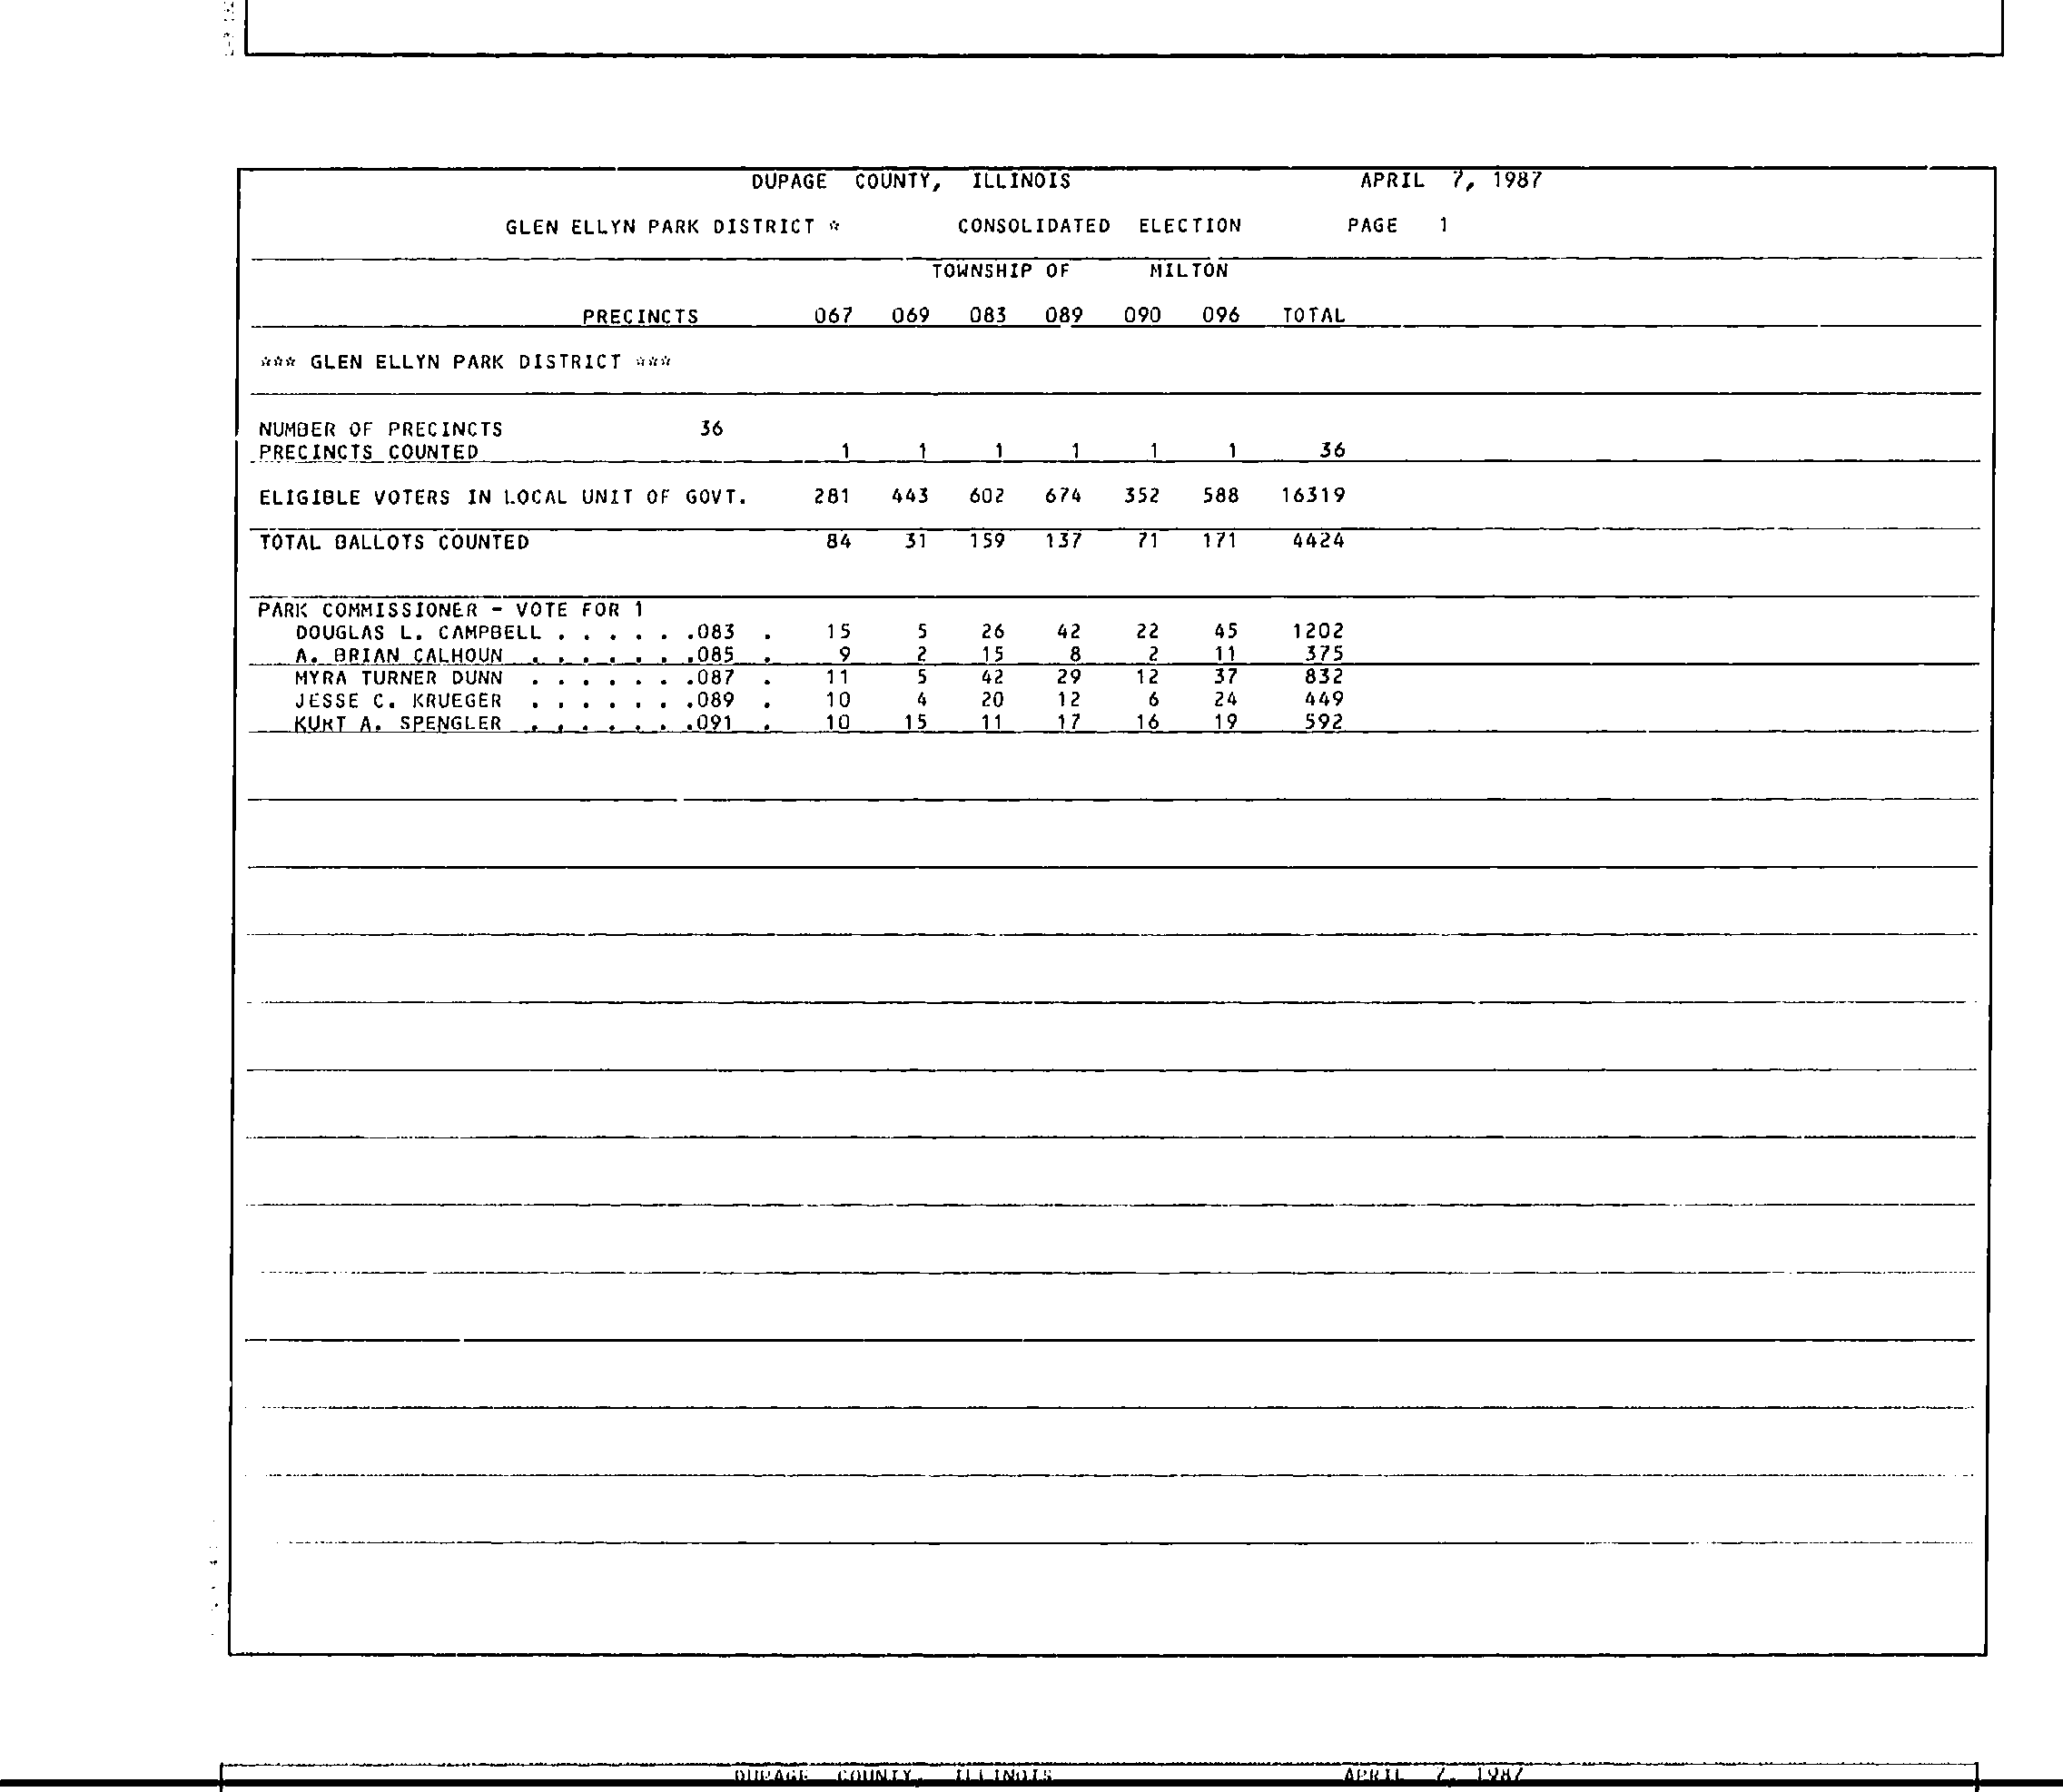 DUPAGE COUNTY, ILLINOIS APRIL 7, 1987
GLEN ELLYN PARK DISTRICT * CONSOLIDATED ELECTION PAGE 1
TOWNSHIP OF MILTON
PRECINCTS 067 069 083 089 090 096 TOTAL
*** GLEN ELLYN PARK DISTRICT ***
NUMBER OF PRECINCTS 36
PRECINCTS COUNTED 1 1 1 1 1 1 36
ELIGIBLE VOTERS IN LOCAL UNIT OF GOVT. 281 443 602 674 352 588 16319
TOTAL BALLOTS COUNTED 84 31 159 137 71 171 4424
PARK COMMISSIONER - VOTE FOR 1
DOUGLAS L. CAMPBELL . . . . . . .083 . 15 5 26 42 22 45 1202
A. BRIAN CALHOUN . . . . . . .085 . 9 2 15 8 2 11 375
MYRA TURNER DUNN . . . . . . .087 . 11 5 42 29 12 37 832
JESSE C. KRUEGER . . . . . . .089 . 10 4 20 12 6 24 449
KURT A. SPENGLER . . . . . . .091 . 10 15 11 17 16 19 592
DUPAGE COUNTY, ILLINOIS APRIL 7, 1987